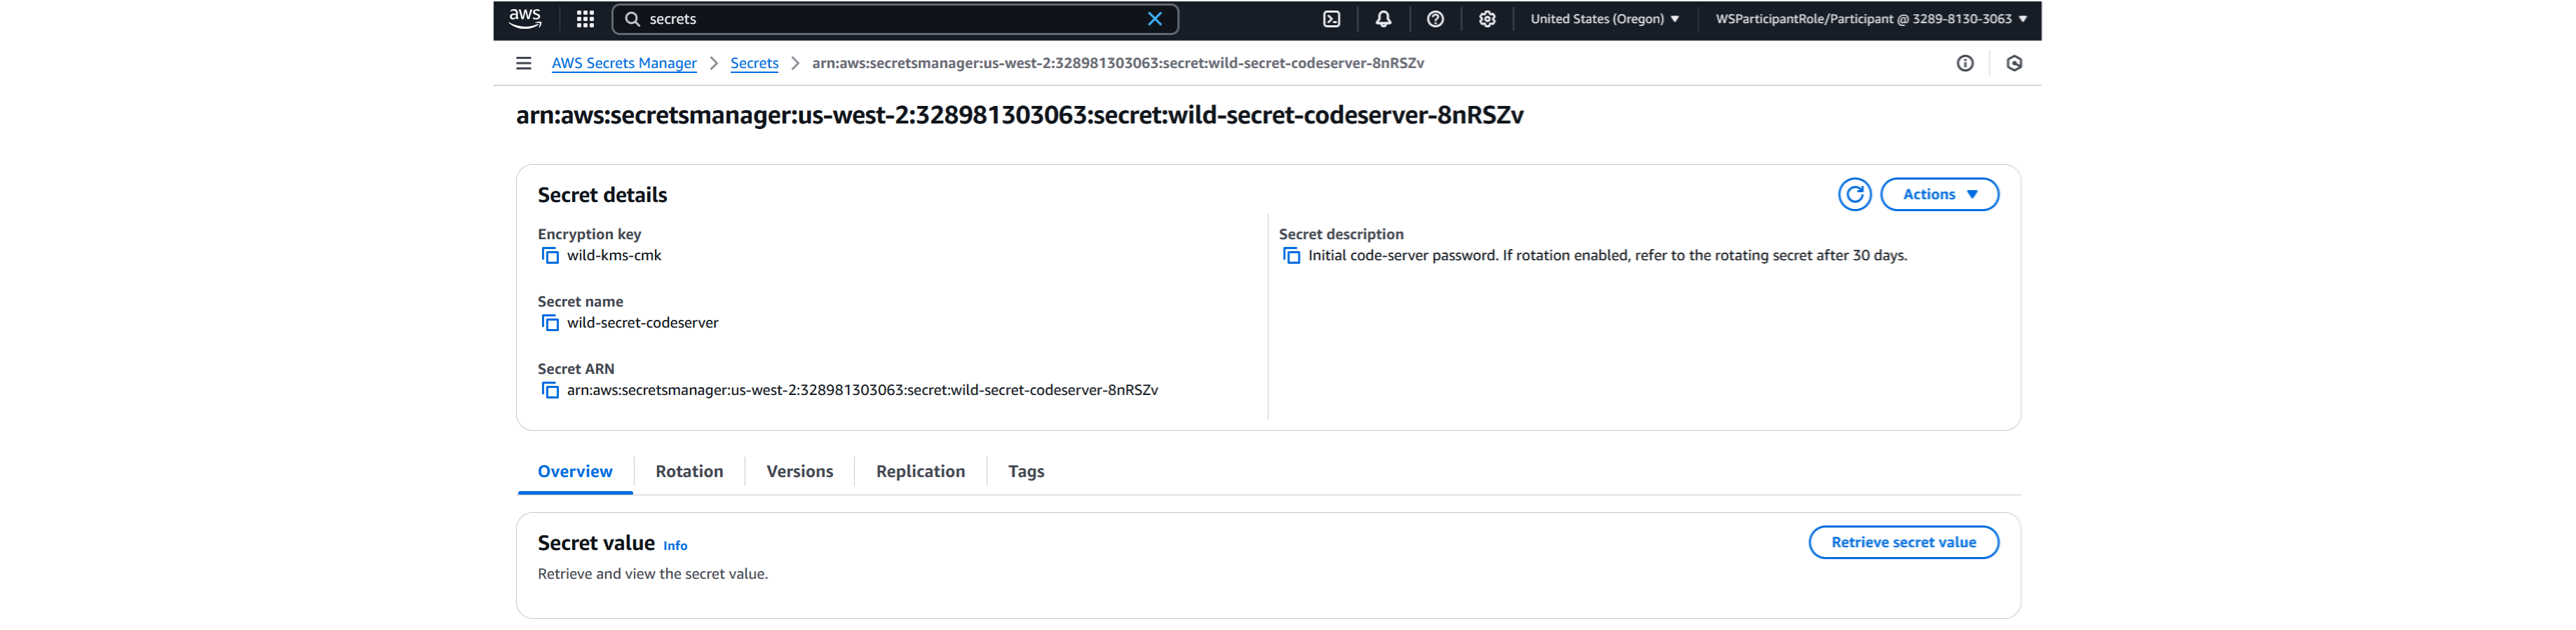 aws
secrets
United States (Oregon)
WSParticipantRole/Participant @ 3289-8130-3063
AWS Secrets Manager
Secrets
arn:aws:secretsmanager:us-west-2:328981303063:secret:wild-secret-codeserver-8nRSZv
arn:aws:secretsmanager:us-west-2:328981303063:secret:wild-secret-codeserver-8nRSZv
Secret details
Actions
Encryption key
wild-kms-cmk
Secret name
wild-secret-codeserver
Secret ARN
arn:aws:secretsmanager:us-west-2:328981303063:secret:wild-secret-codeserver-8nRSZv
Secret description
Initial code-server password. If rotation enabled, refer to the rotating secret after 30 days.
Overview
Rotation
Versions
Replication
Tags
Secret value Info
Retrieve secret value
Retrieve and view the secret value.